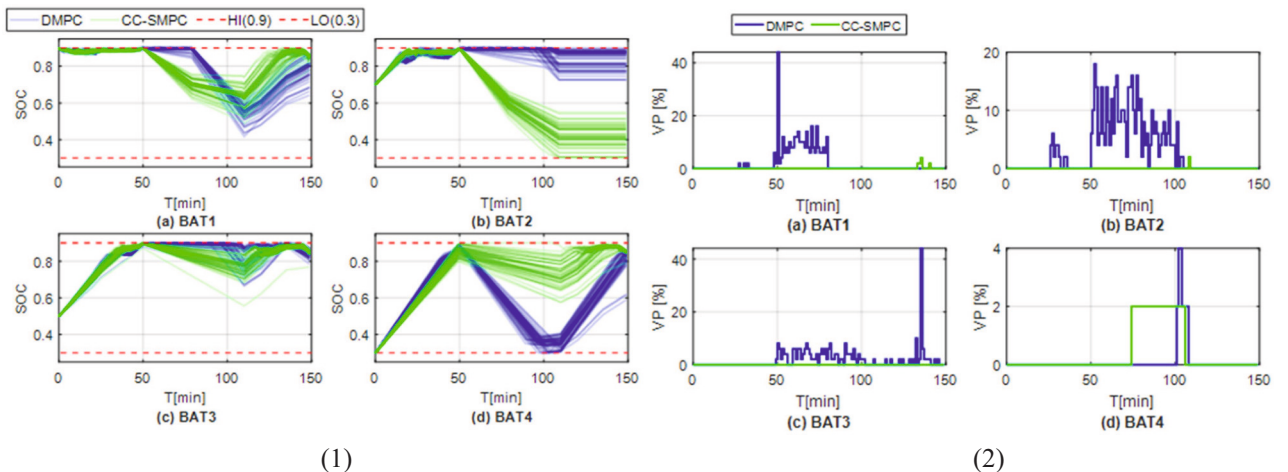 DMPC CC-SMPC HI(0.9) LO(0.3)
SOC
0.8
0.6
0.4
0 50 100 150
T[min]
(a) BAT1
SOC
0.8
0.6
0.4
0 50 100 150
T[min]
(b) BAT2
SOC
0.8
0.6
0.4
0 50 100 150
T[min]
(c) BAT3
SOC
0.8
0.6
0.4
0 50 100 150
T[min]
(d) BAT4
(1)
DMPC CC-SMPC
VP [%]
40
20
0
0 50 100 150
T[min]
(a) BAT1
VP [%]
20
10
0
0 50 100 150
T[min]
(b) BAT2
VP [%]
40
20
0
0 50 100 150
T[min]
(c) BAT3
VP [%]
4
2
0
0 50 100 150
T[min]
(d) BAT4
(2)